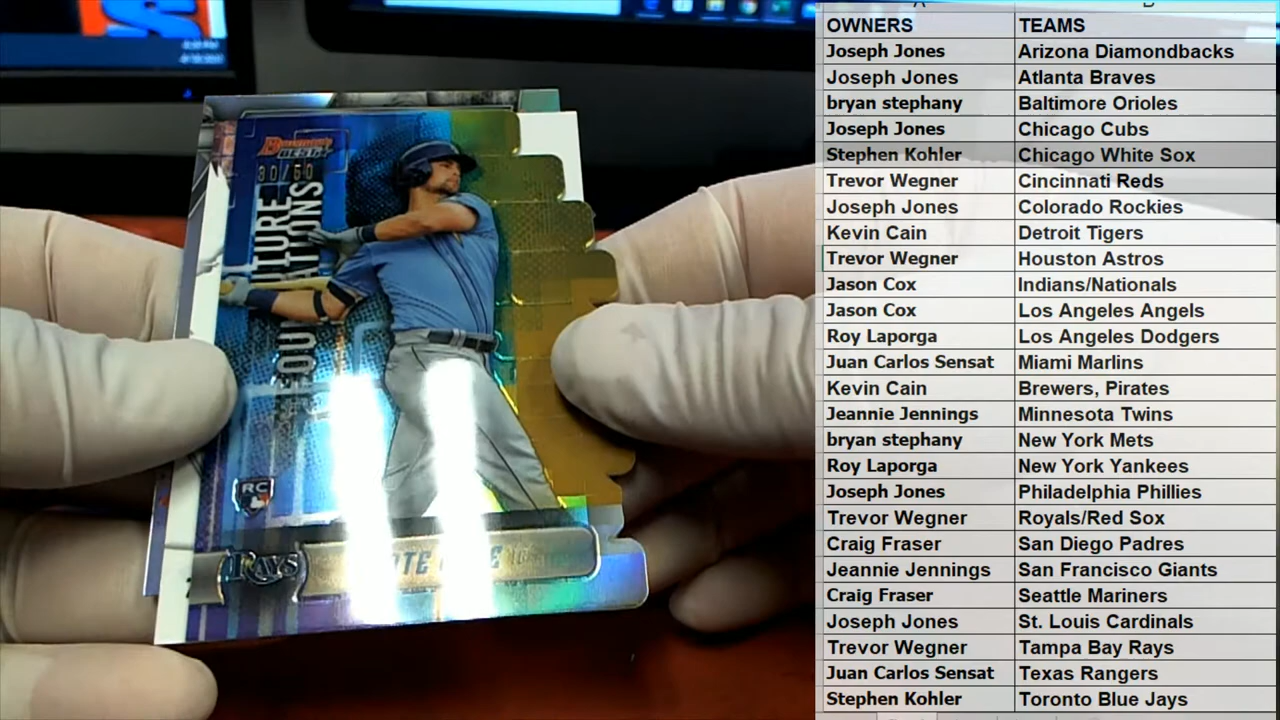 Bowman's
BEST
30/50
FUTURE
FOUNDATIONS
RC
RAYS
OWNERS TEAMS
Joseph Jones Arizona Diamondbacks
Joseph Jones Atlanta Braves
bryan stephany Baltimore Orioles
Joseph Jones Chicago Cubs
Stephen Kohler Chicago White Sox
Trevor Wegner Cincinnati Reds
Joseph Jones Colorado Rockies
Kevin Cain Detroit Tigers
Trevor Wegner Houston Astros
Jason Cox Indians/Nationals
Jason Cox Los Angeles Angels
Roy Laporga Los Angeles Dodgers
Juan Carlos Sensat Miami Marlins
Kevin Cain Brewers, Pirates
Jeannie Jennings Minnesota Twins
bryan stephany New York Mets
Roy Laporga New York Yankees
Joseph Jones Philadelphia Phillies
Trevor Wegner Royals/Red Sox
Craig Fraser San Diego Padres
Jeannie Jennings San Francisco Giants
Craig Fraser Seattle Mariners
Joseph Jones St. Louis Cardinals
Trevor Wegner Tampa Bay Rays
Juan Carlos Sensat Texas Rangers
Stephen Kohler Toronto Blue Jays